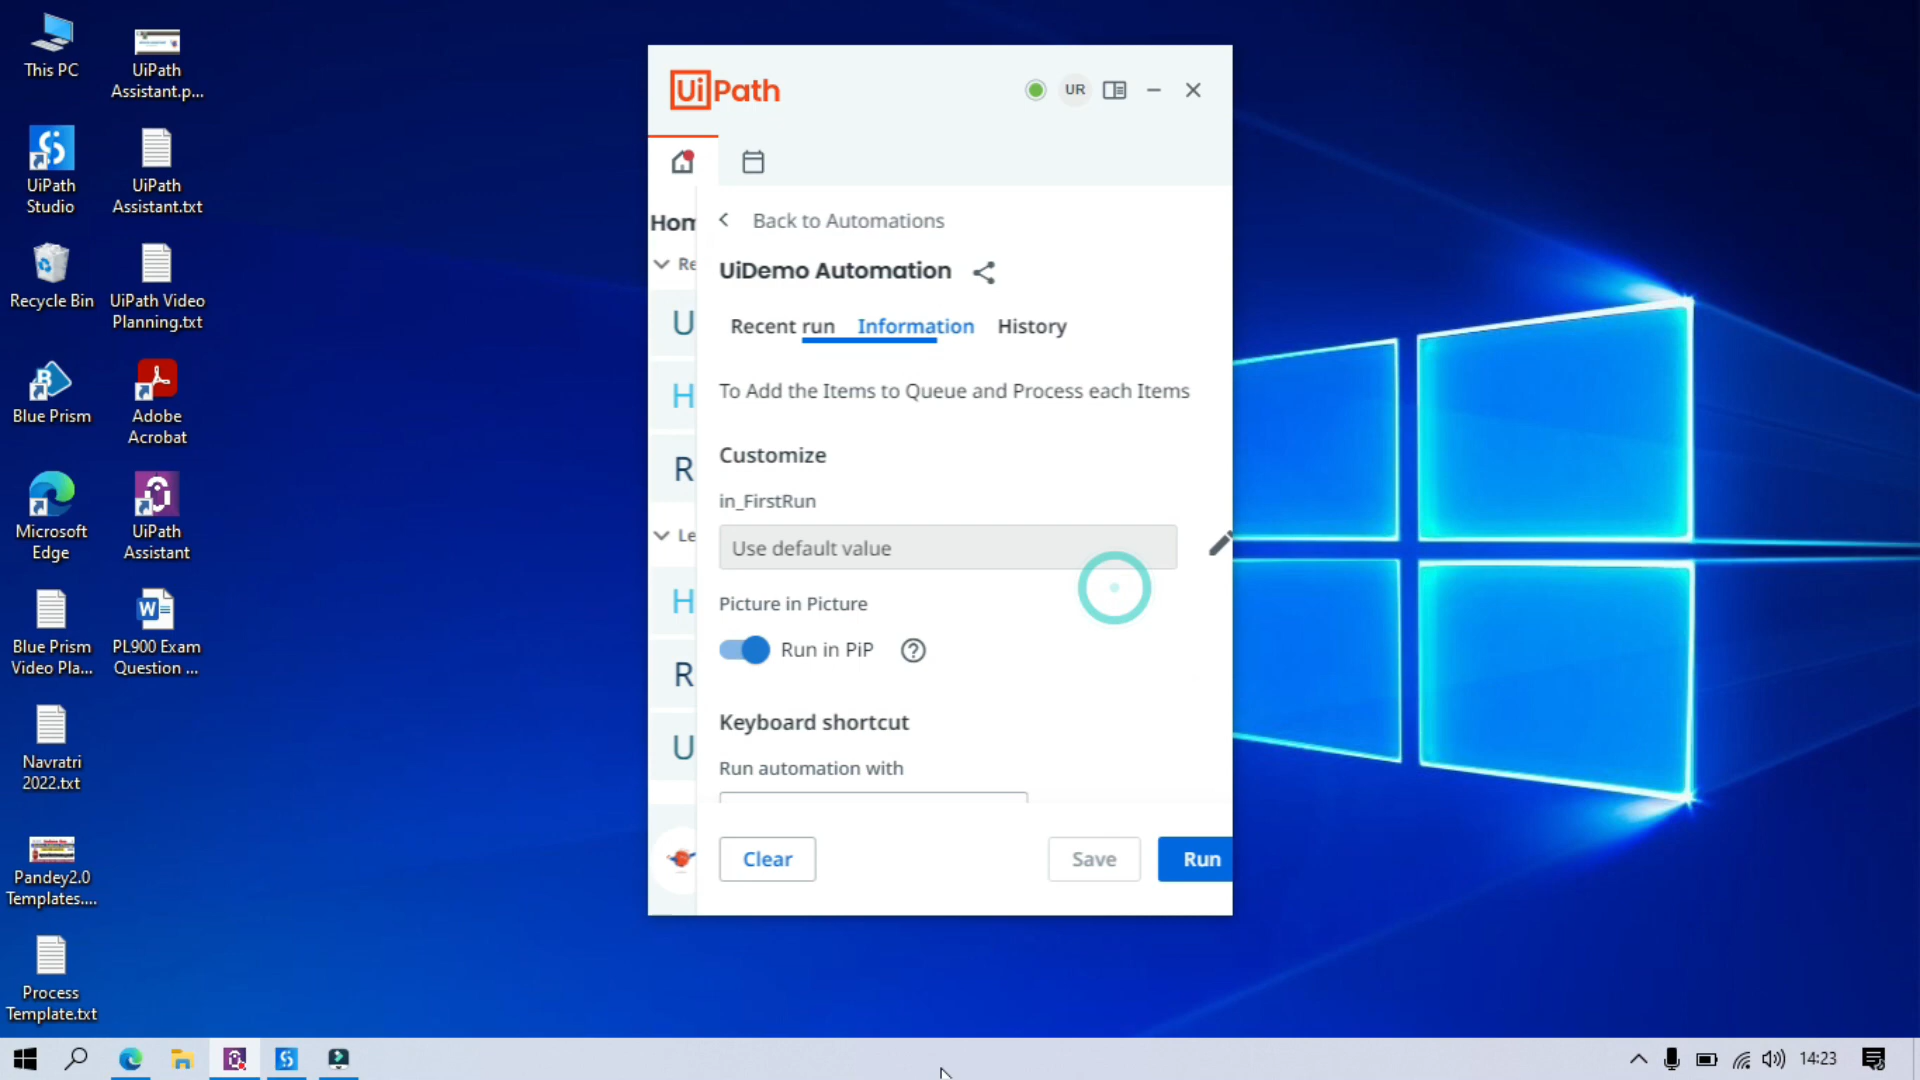 This PC
UiPath
Assistant.p...
UiPath
Studio
UiPath
Assistant.txt
Recycle Bin
UiPath Video
Planning.txt
Blue Prism
Adobe
Acrobat
Microsoft
Edge
UiPath
Assistant
Blue Prism
Video Pla...
PL900 Exam
Question ...
Navratri
2022.txt
Pandey2.0
Templates....
Process
Template.txt
UiPath
UR
Hom
Back to Automations
Re
UiDemo Automation
U
Recent run
Information
History
H
To Add the Items to Queue and Process each Items
R
Customize
in_FirstRun
Le
Use default value
H
Picture in Picture
R
Run in PiP
Keyboard shortcut
U
Run automation with
Clear
Save
Run
14:23